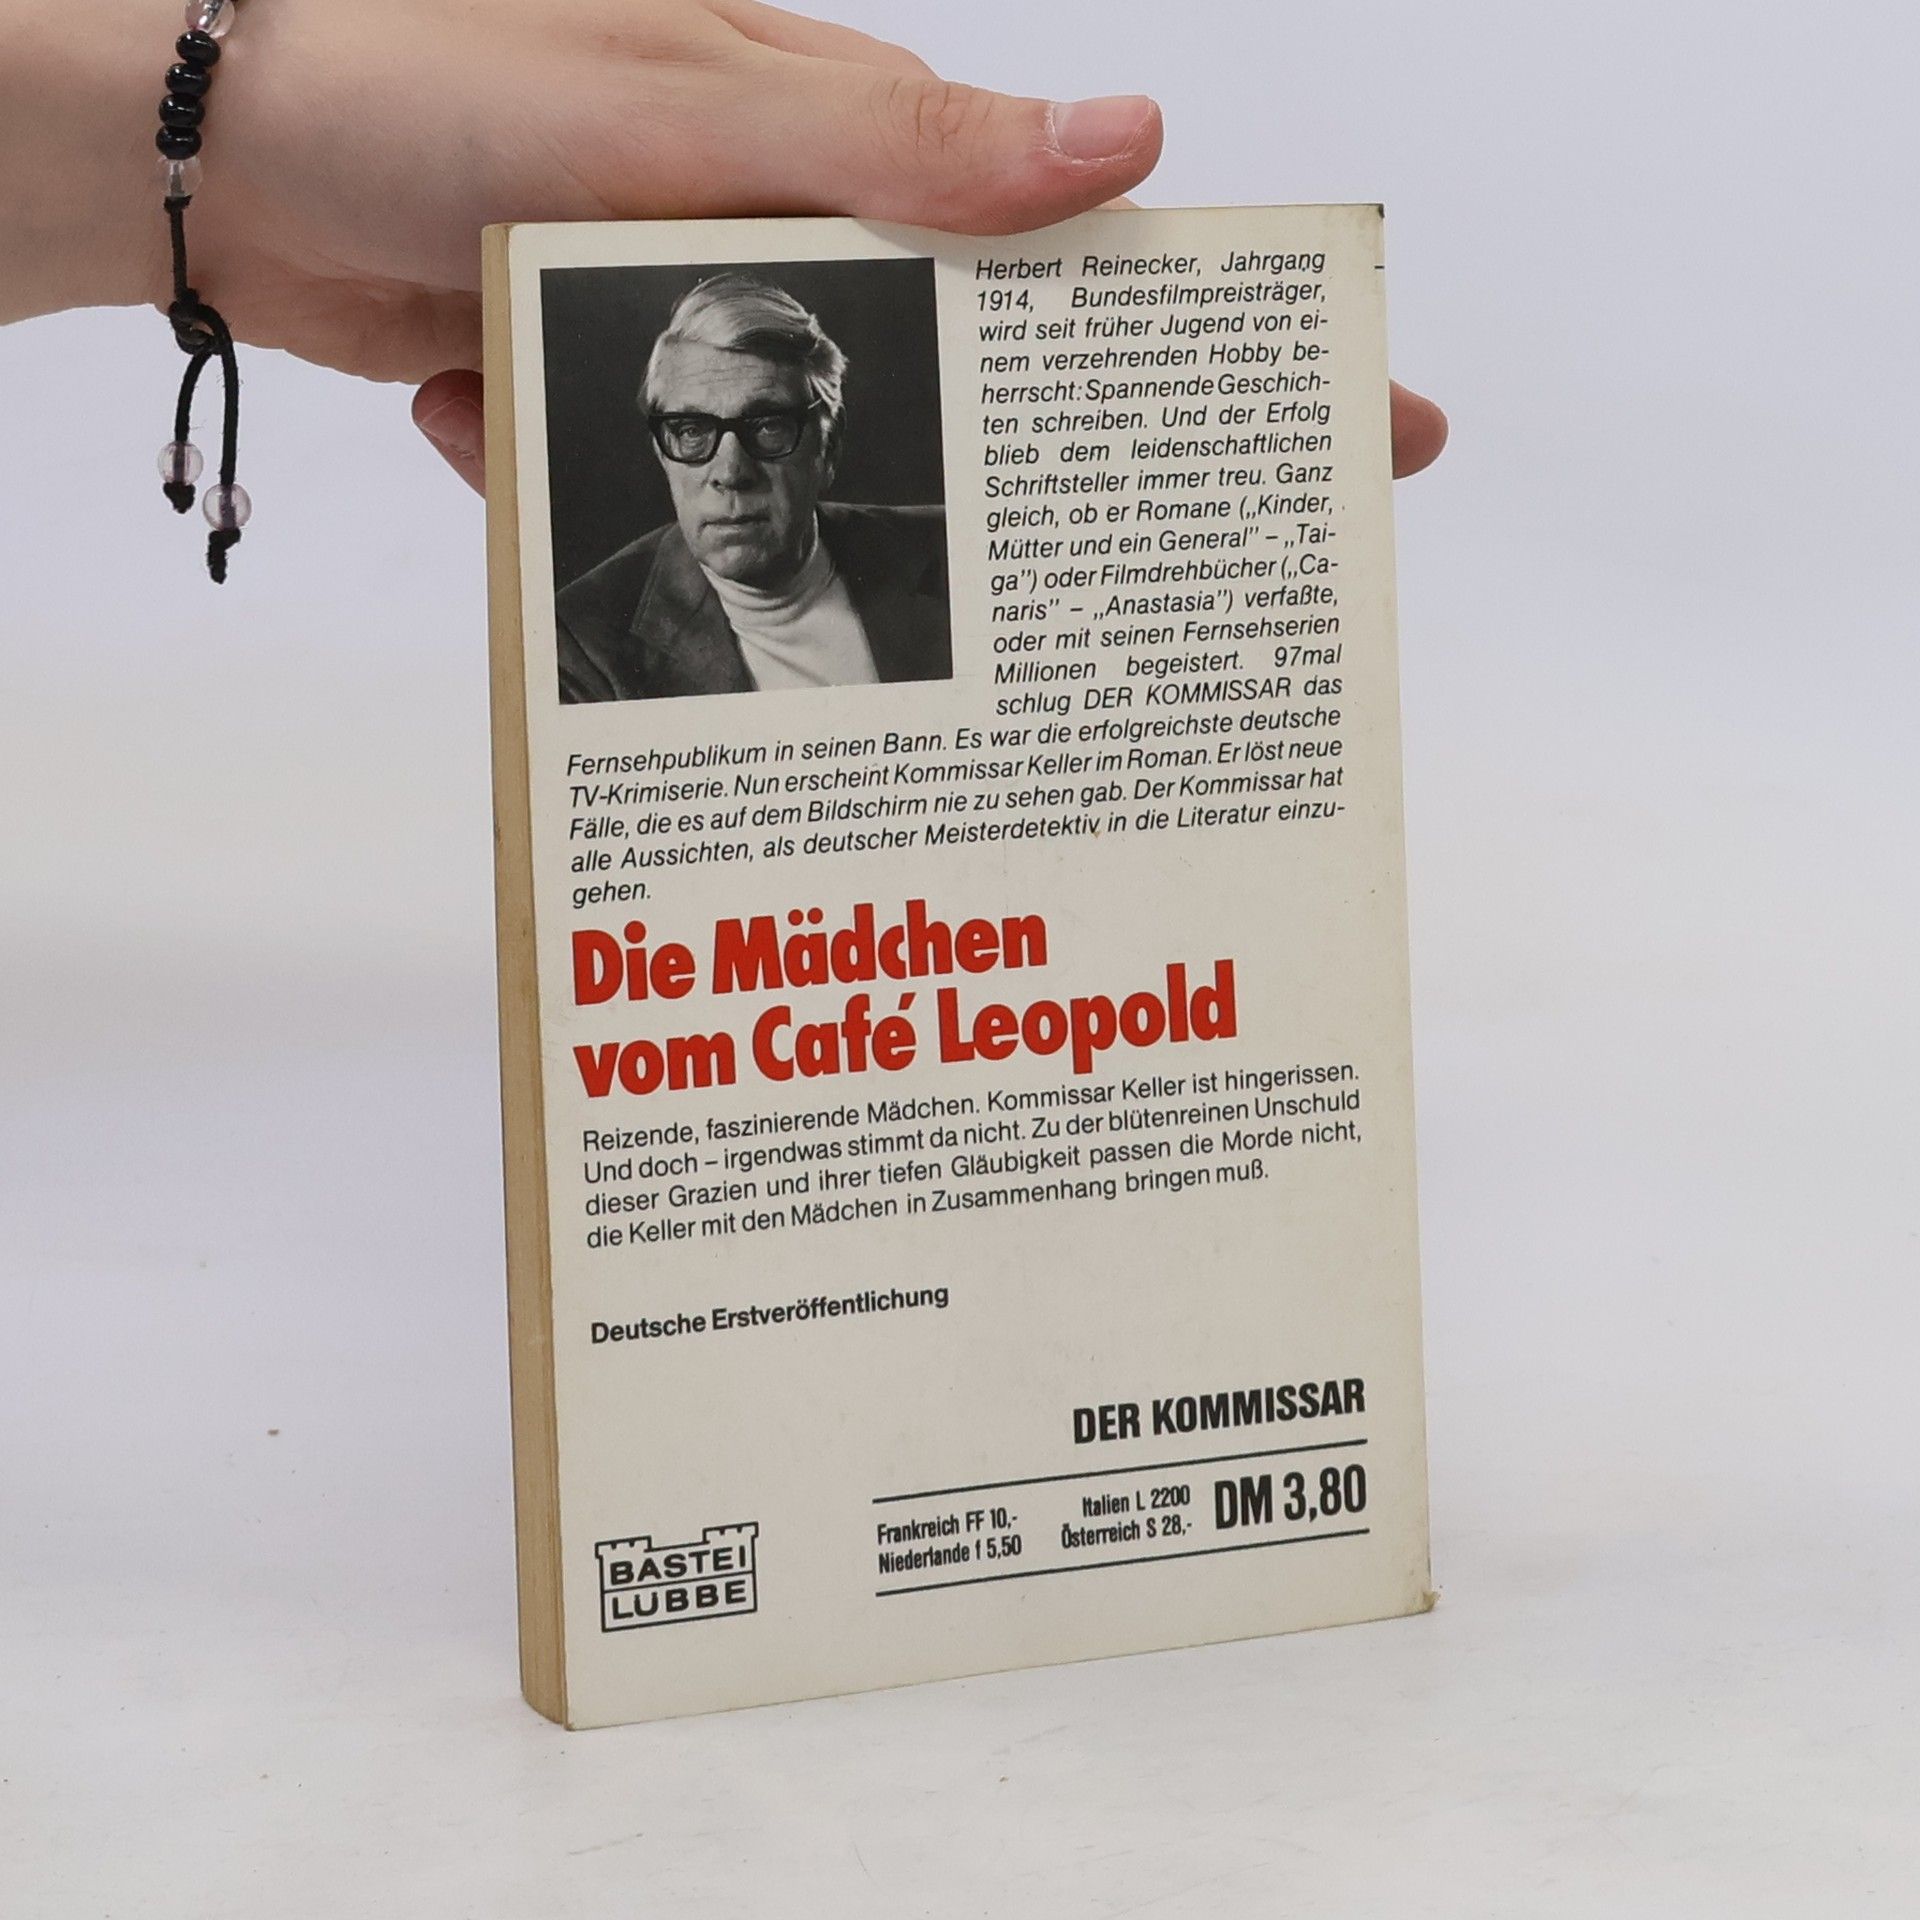 Herbert Reinecker, Jahrgang
1914, Bundesfilmpreisträger,
wird seit früher Jugend von ei-
nem verzehrenden Hobby be-
herrscht: Spannende Geschich-
ten schreiben. Und der Erfolg
blieb dem leidenschaftlichen
Schriftsteller immer treu. Ganz
gleich, ob er Romane („Kinder,
Mütter und ein General” – „Tai-
ga”) oder Filmdrehbücher („Ca-
naris” – „Anastasia”) verfaßte,
oder mit seinen Fernsehserien
Millionen begeistert. 97mal
schlug DER KOMMISSAR das
Fernsehpublikum in seinen Bann. Es war die erfolgreichste deutsche
TV-Krimiserie. Nun erscheint Kommissar Keller im Roman. Er löst neue
Fälle, die es auf dem Bildschirm nie zu sehen gab. Der Kommissar hat
alle Aussichten, als deutscher Meisterdetektiv in die Literatur einzu-
gehen.
Die Mädchen
vom Café Leopold
Reizende, faszinierende Mädchen. Kommissar Keller ist hingerissen.
Und doch – irgendwas stimmt da nicht. Zu der blütenreinen Unschuld
dieser Grazien und ihrer tiefen Gläubigkeit passen die Morde nicht,
die Keller mit den Mädchen in Zusammenhang bringen muß.
Deutsche Erstveröffentlichung
DER KOMMISSAR
Frankreich FF 10,- Italien L 2200 DM 3,80
Niederlande f 5,50 Österreich S 28,-
BASTEI
LÜBBE